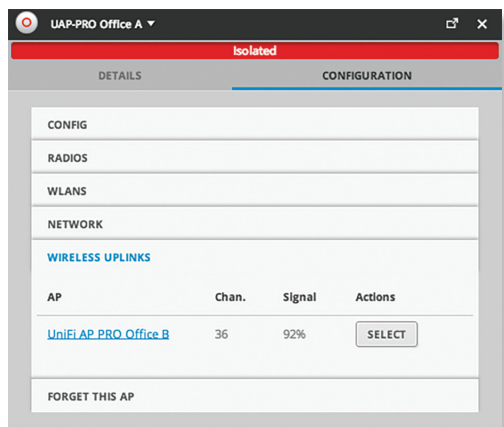 UAP-PRO Office A
Isolated
DETAILS CONFIGURATION
CONFIG
RADIOS
WLANS
NETWORK
WIRELESS UPLINKS
AP Chan. Signal Actions
UniFi AP PRO Office B 36 92% SELECT
FORGET THIS AP